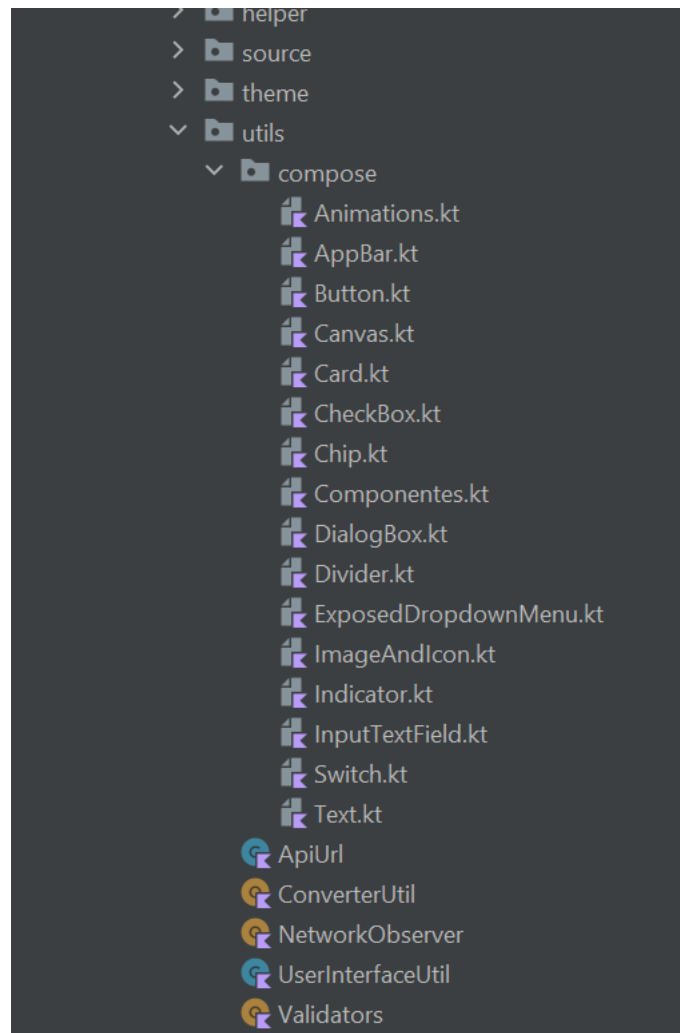 helper
source
theme
utils
compose
Animations.kt
AppBar.kt
Button.kt
Canvas.kt
Card.kt
CheckBox.kt
Chip.kt
Componentes.kt
DialogBox.kt
Divider.kt
ExposedDropdownMenu.kt
ImageAndIcon.kt
Indicator.kt
InputTextField.kt
Switch.kt
Text.kt
ApiUrl
ConverterUtil
NetworkObserver
UserInterfaceUtil
Validators